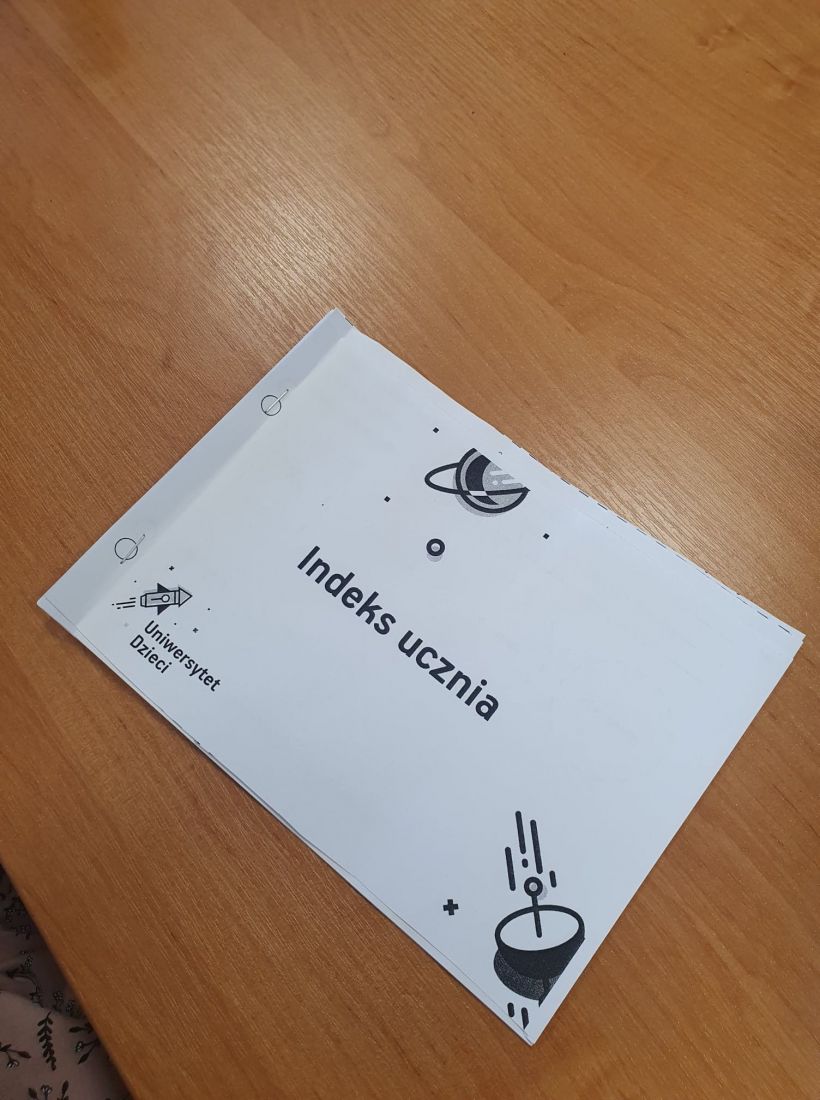 Indeks ucznia
Uniwersytet
Dzieci